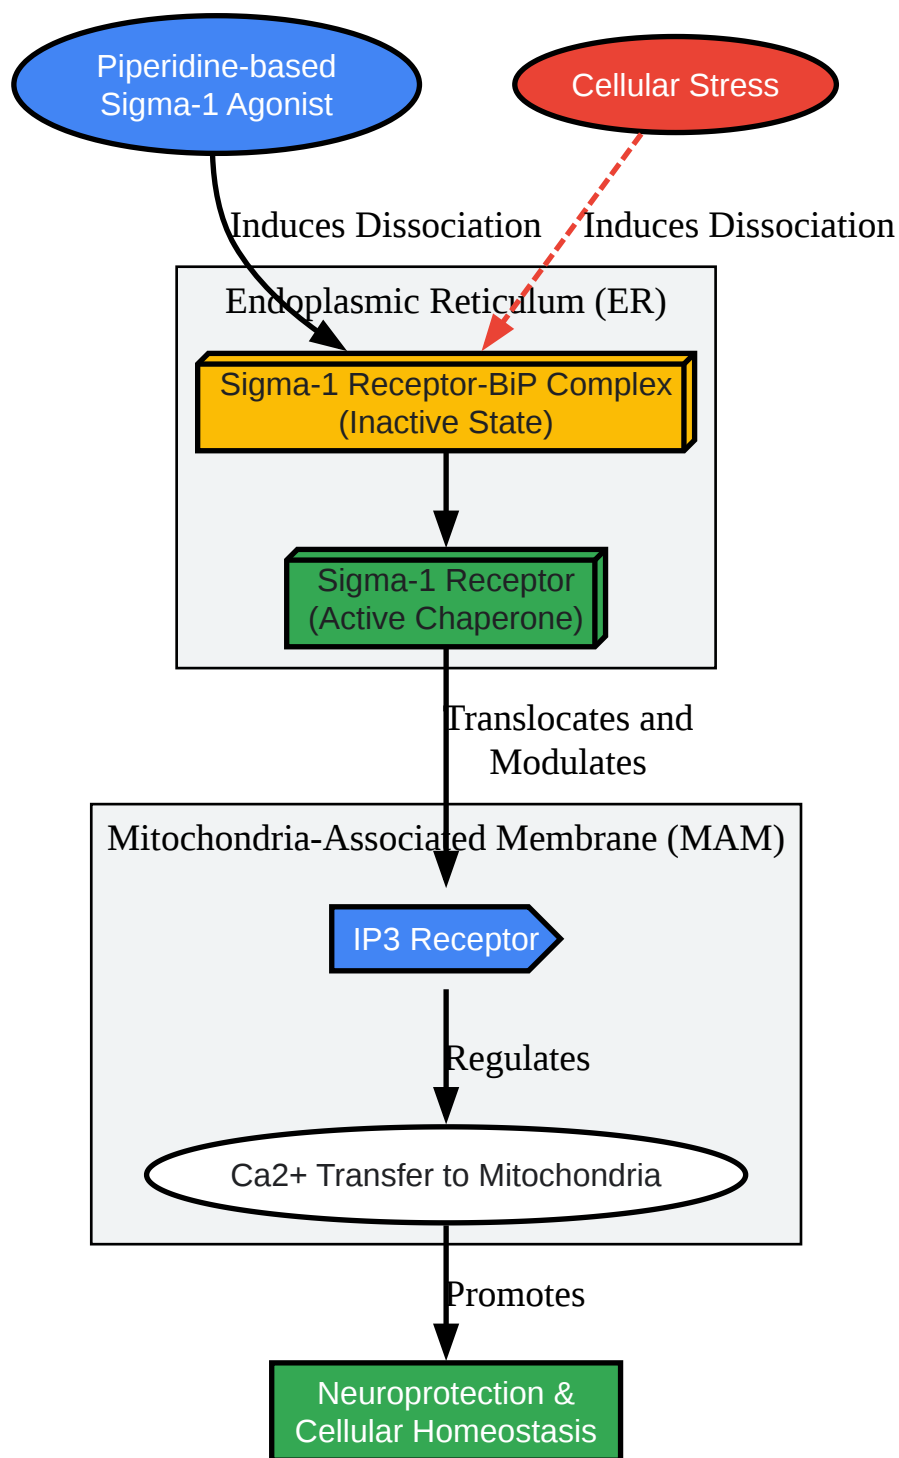 Piperidine-based
Sigma-1 Agonist
Cellular Stress
Induces Dissociation
Induces Dissociation
Endoplasmic Reticulum (ER)
Sigma-1 Receptor-BiP Complex
(Inactive State)
Sigma-1 Receptor
(Active Chaperone)
Translocates and
Modulates
Mitochondria-Associated Membrane (MAM)
IP3 Receptor
Regulates
Ca2+ Transfer to Mitochondria
Promotes
Neuroprotection &
Cellular Homeostasis